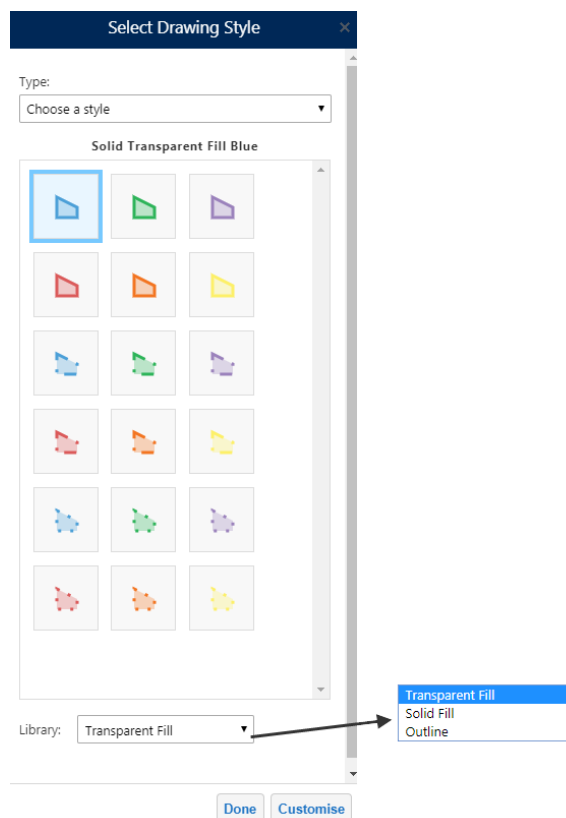 Select Drawing Style
Type:
Choose a style
Solid Transparent Fill Blue
Library:
Transparent Fill
Transparent Fill
Solid Fill
Outline
Done
Customise